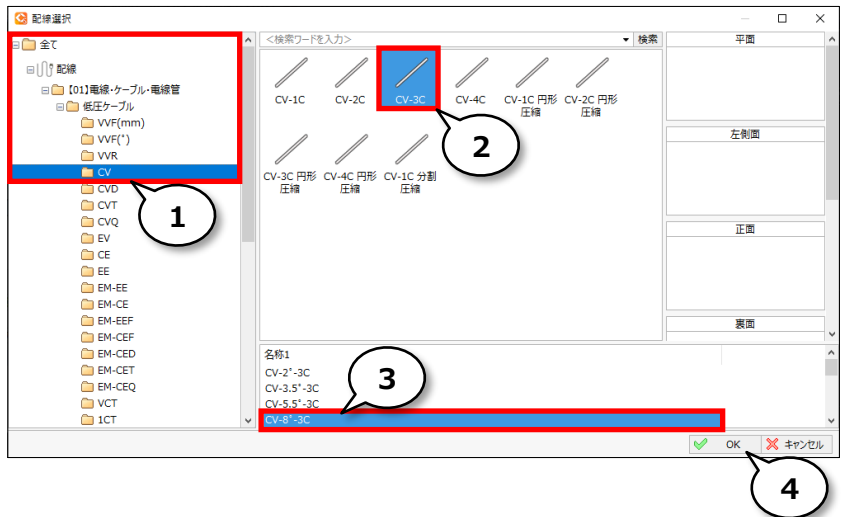 配線選択
全て
配線
【01】電線・ケーブル・電線管
低圧ケーブル
VVF(mm)
VVF(゜)
VVR
CV
CVD
CVT
CVQ
EV
CE
EE
EM-EE
EM-CE
EM-EEF
EM-CEF
EM-CED
EM-CET
EM-CEQ
VCT
1CT
1
<検索ワードを入力>
検索
CV-1C
CV-2C
CV-3C
CV-4C
CV-1C 円形
圧縮
CV-2C 円形
圧縮
2
CV-3C 円形
圧縮
CV-4C 円形
圧縮
CV-1C 分割
圧縮
平面
左側面
正面
裏面
名称1
CV-2゜-3C
CV-3.5゜-3C
CV-5.5゜-3C
CV-8゜-3C
3
OK
キャンセル
4